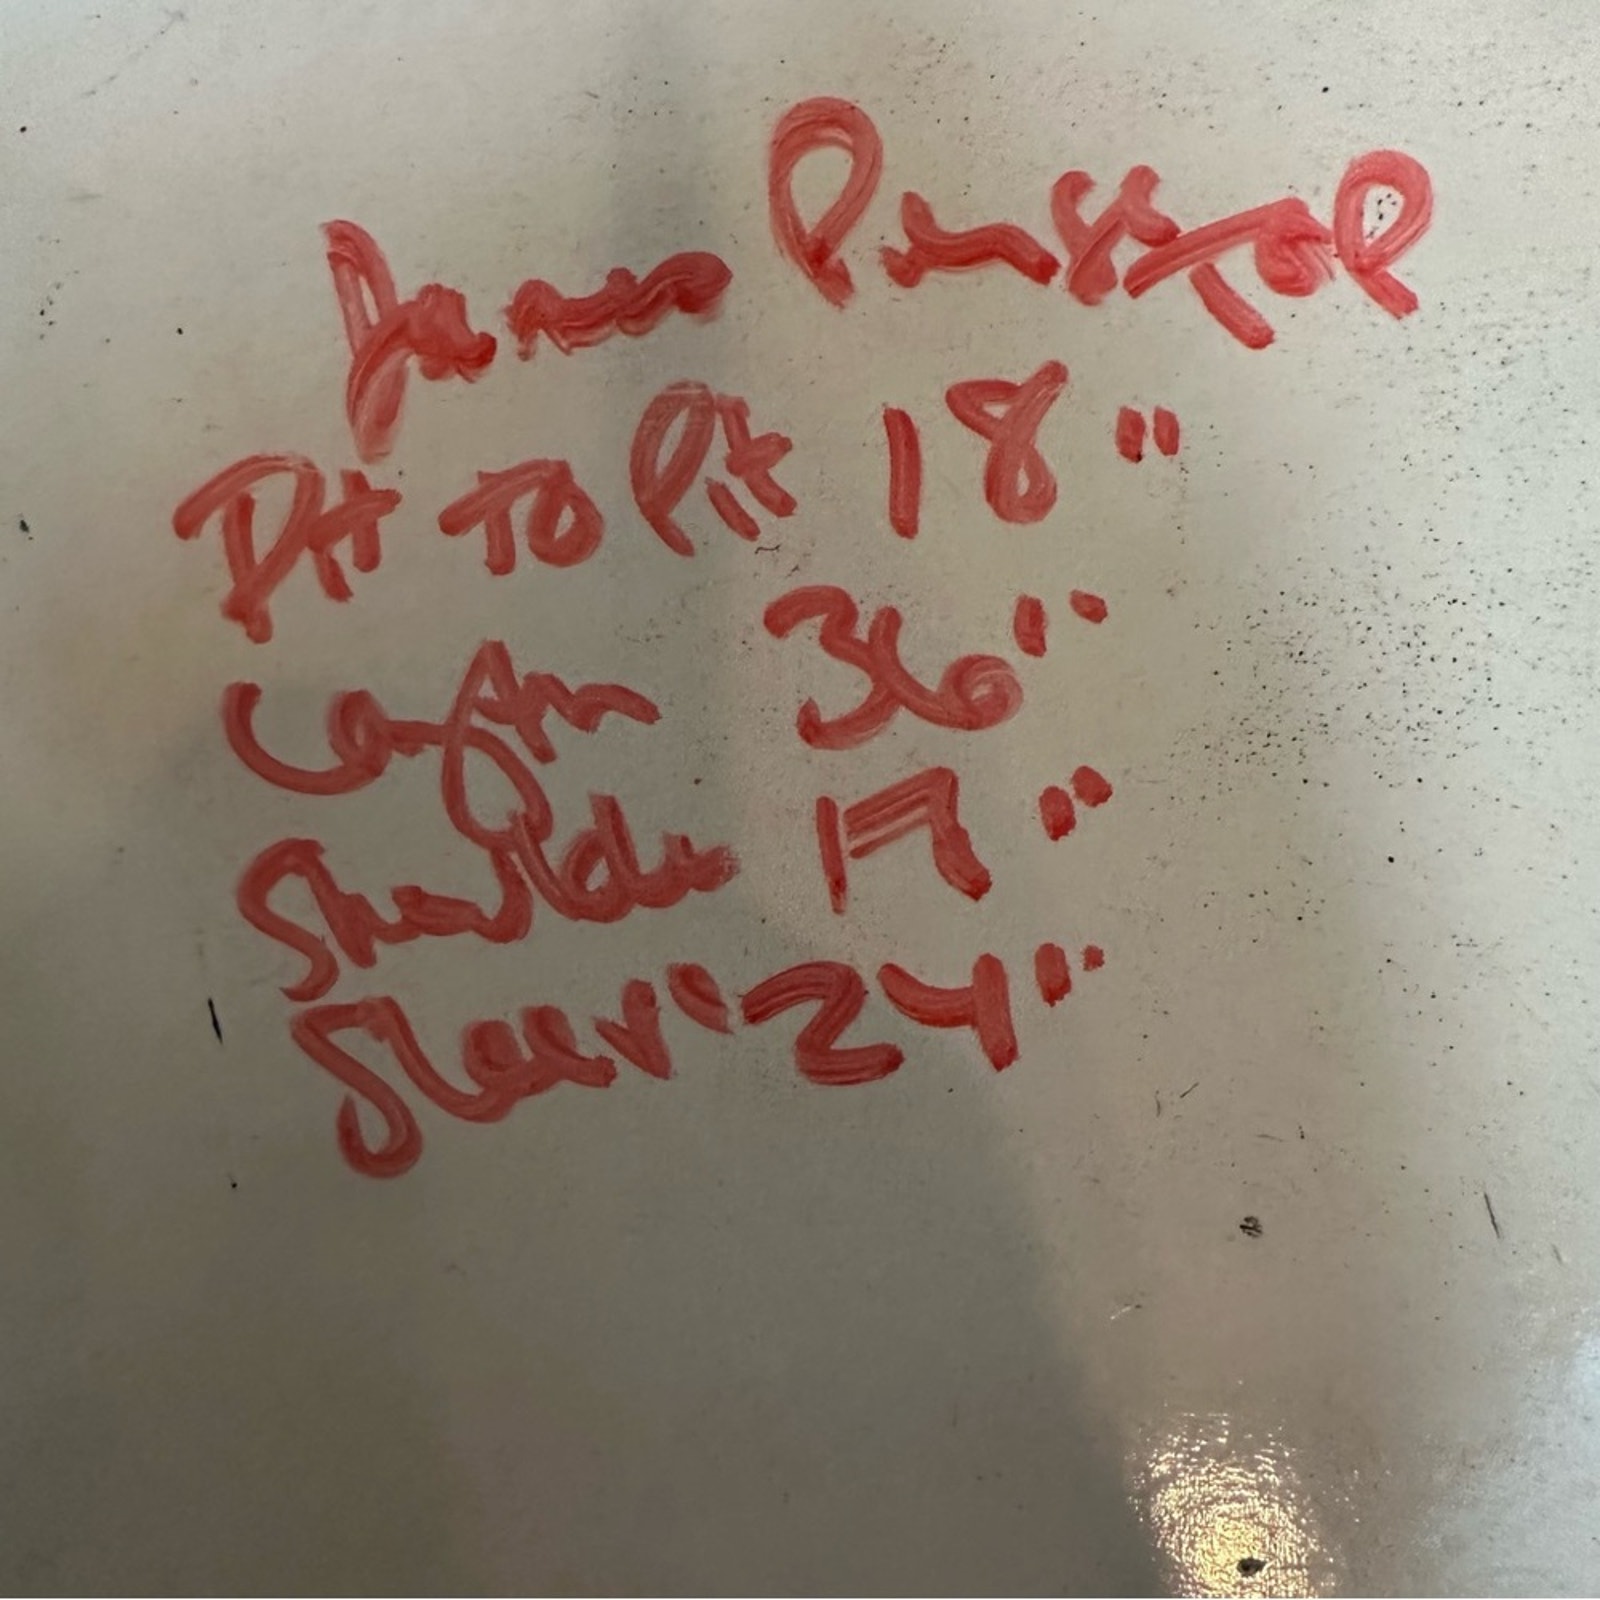 Pit TO Pit 18"
Length 36"
Shoulder 17"
Sleeve 24"